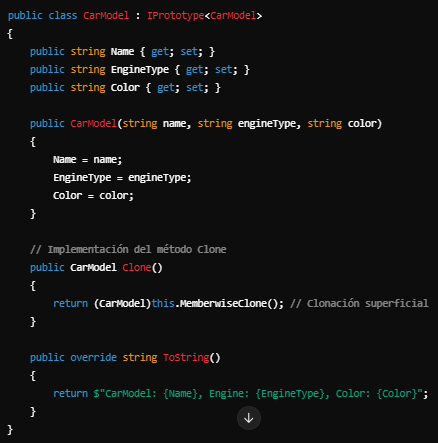 public class CarModel : IPrototype<CarModel>
{
    public string Name { get; set; }
    public string EngineType { get; set; }
    public string Color { get; set; }

    public CarModel(string name, string engineType, string color)
    {
        Name = name;
        EngineType = engineType;
        Color = color;
    }

    // Implementación del método Clone
    public CarModel Clone()
    {
        return (CarModel)this.MemberwiseClone(); // Clonación superficial
    }

    public override string ToString()
    {
        return $"CarModel: {Name}, Engine: {EngineType}, Color: {Color}";
    }
}